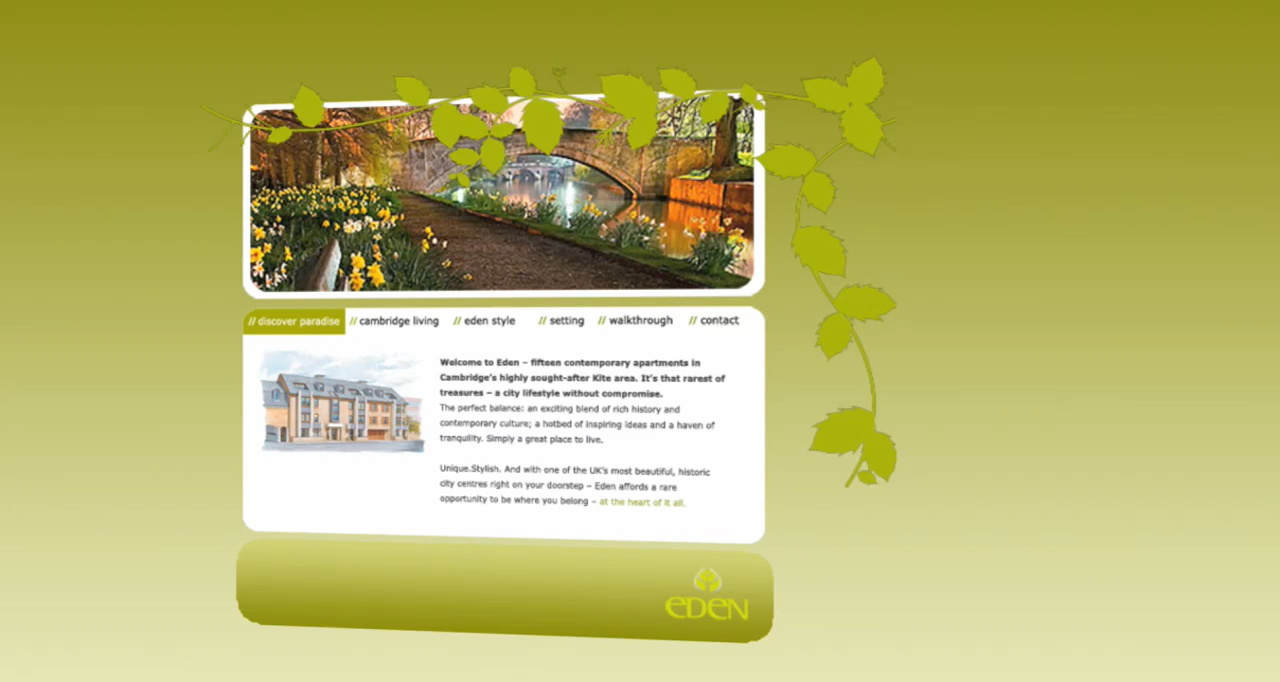 // discover paradise // cambridge living // eden style // setting // walkthrough // contact
Welcome to Eden – fifteen contemporary apartments in
Cambridge's highly sought-after Kite area. It's that rarest of
treasures – a city lifestyle without compromise.
The perfect balance: an exciting blend of rich history and
contemporary culture; a hotbed of inspiring ideas and a haven of
tranquility. Simply a great place to live.
Unique.Stylish. And with one of the UK's most beautiful, historic
city centres right on your doorstep – Eden affords a rare
opportunity to be where you belong – at the heart of it all.
EDEN